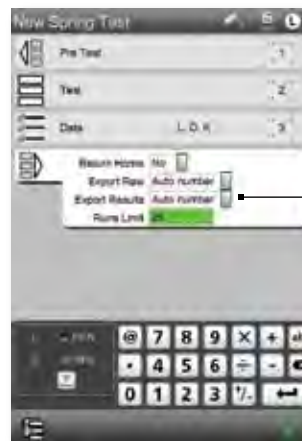 New Spring Test
Pre Test 1
Test 2
Data L, D, K 3
Return Home No
Export Raw Auto number
Export Results Auto number
Runs Limit
@ 7 8 9 × +
. 4 5 6 ÷ -
0 1 2 3 +/-